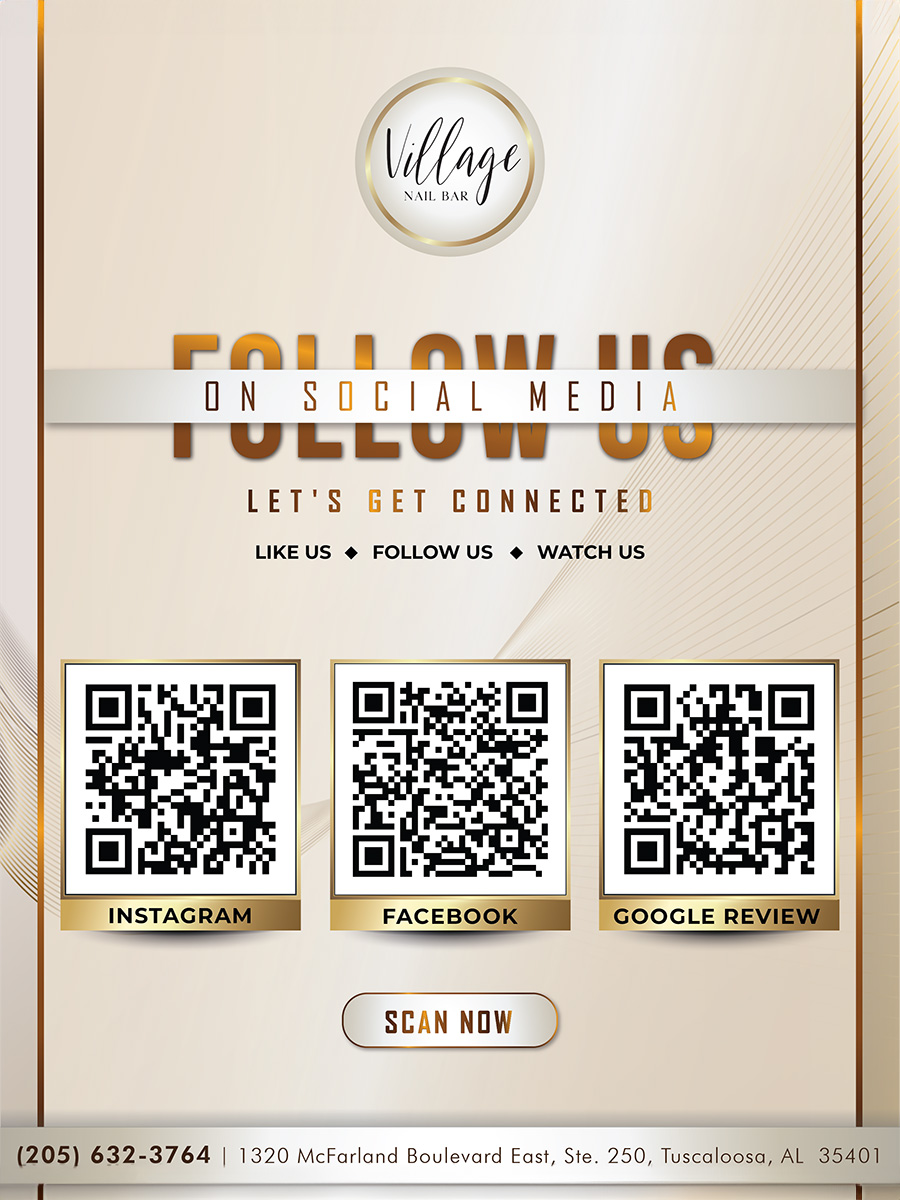 Village
NAIL BAR
FOLLOW US
ON SOCIAL MEDIA
LET'S GET CONNECTED
LIKE US ◆ FOLLOW US ◆ WATCH US
INSTAGRAM FACEBOOK GOOGLE REVIEW
SCAN NOW
(205) 632-3764 | 1320 McFarland Boulevard East, Ste. 250, Tuscaloosa, AL 35401